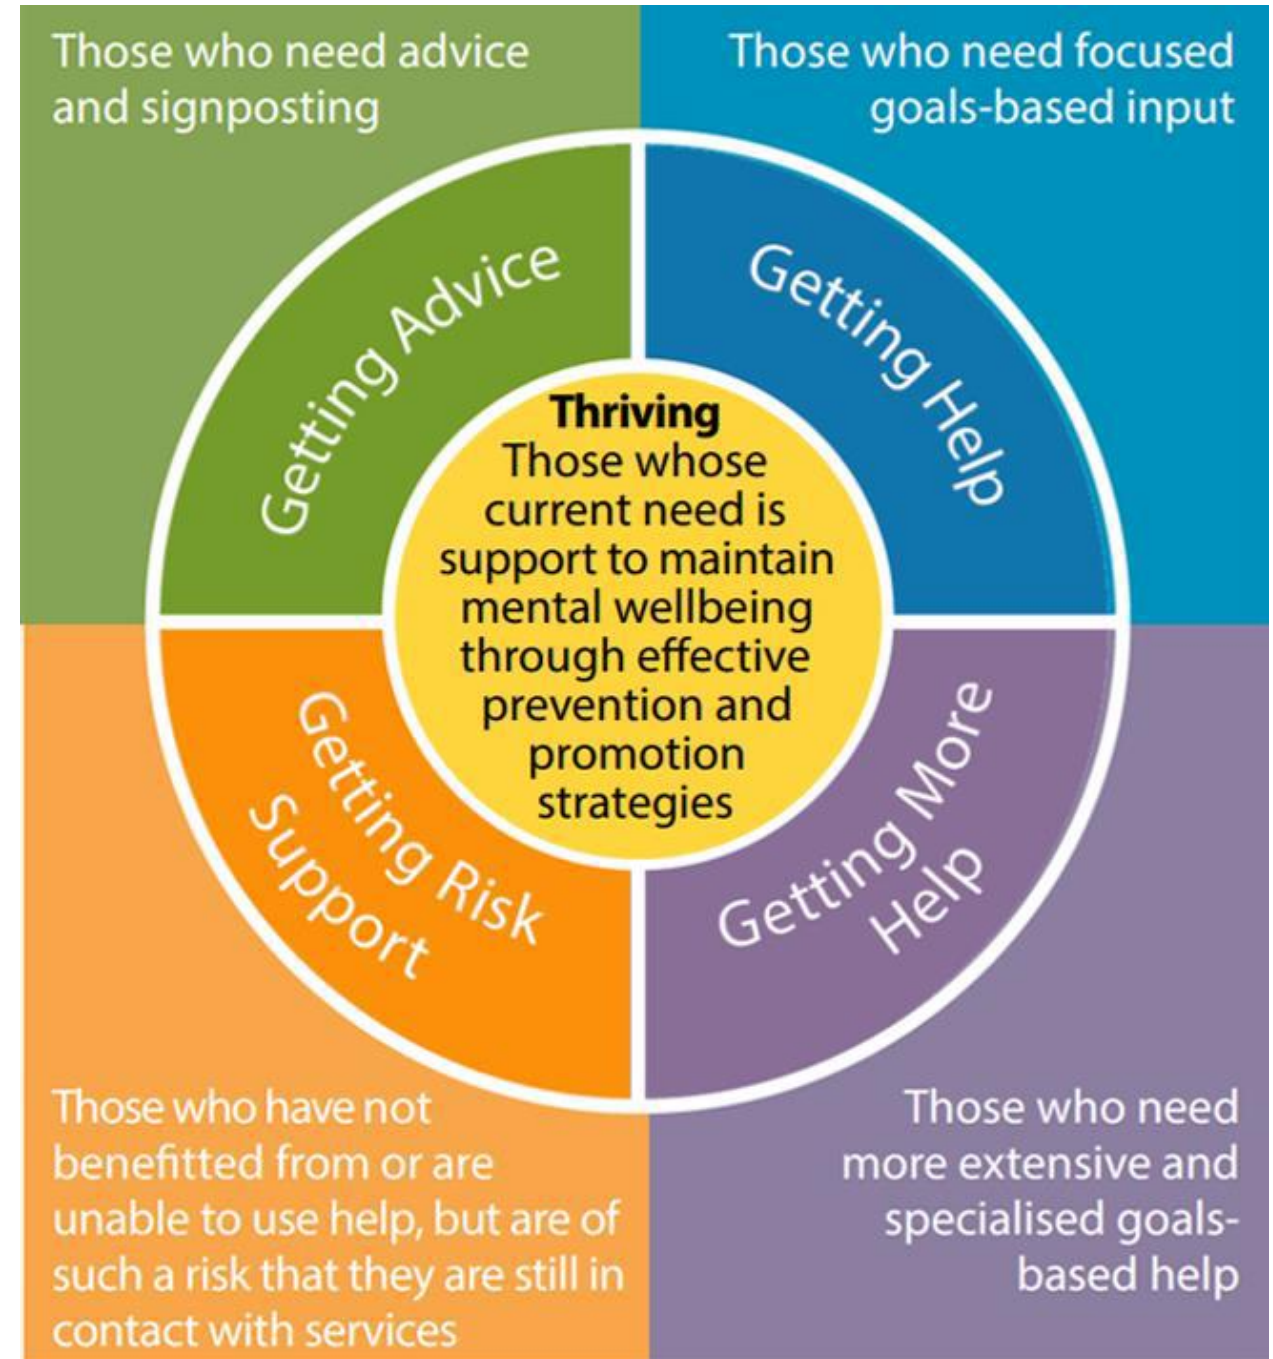 Those who need advice
and signposting
Those who need focused
goals-based input
Getting Advice
Getting Help
Thriving
Those whose
current need is
support to maintain
mental wellbeing
through effective
prevention and
promotion
strategies
Getting Risk
Support
Getting More
Help
Those who have not
benefitted from or are
unable to use help, but are of
such a risk that they are still in
contact with services
Those who need
more extensive and
specialised goals-
based help